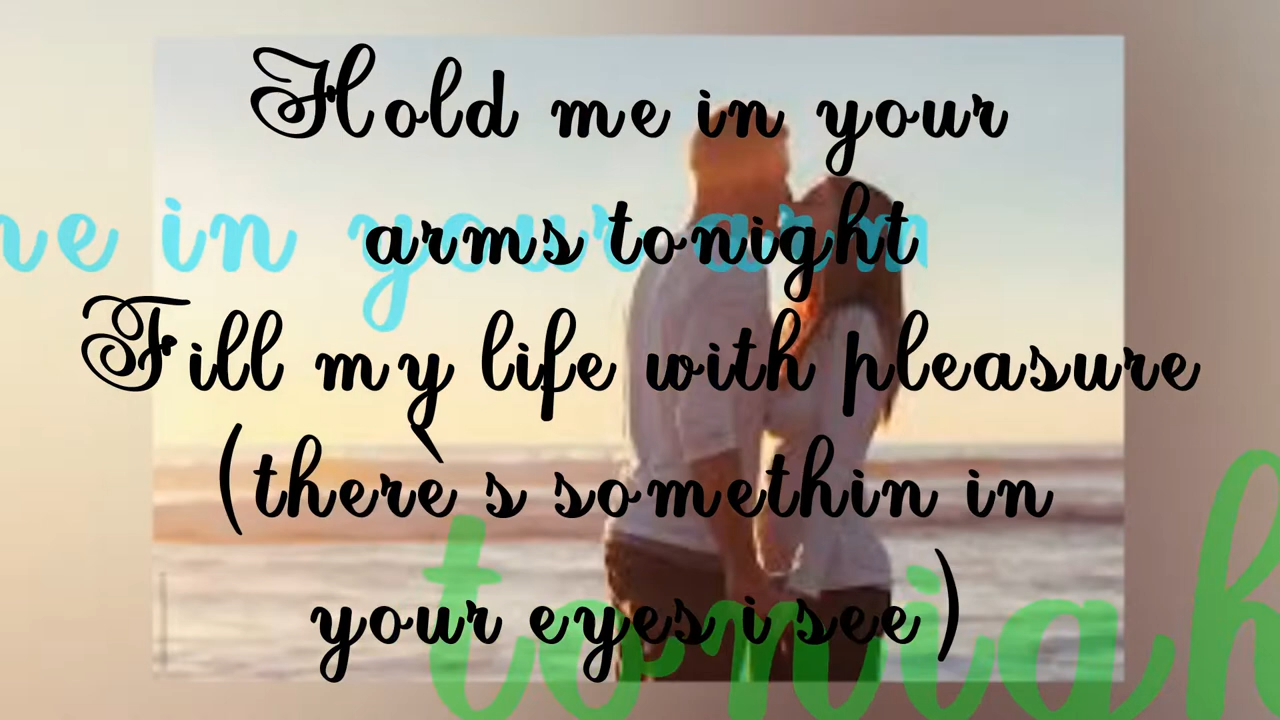 Hold me in your
arms tonight
Fill my life with pleasure
(there`s somethin in
your eyes i see)
me in your arm
tonigh